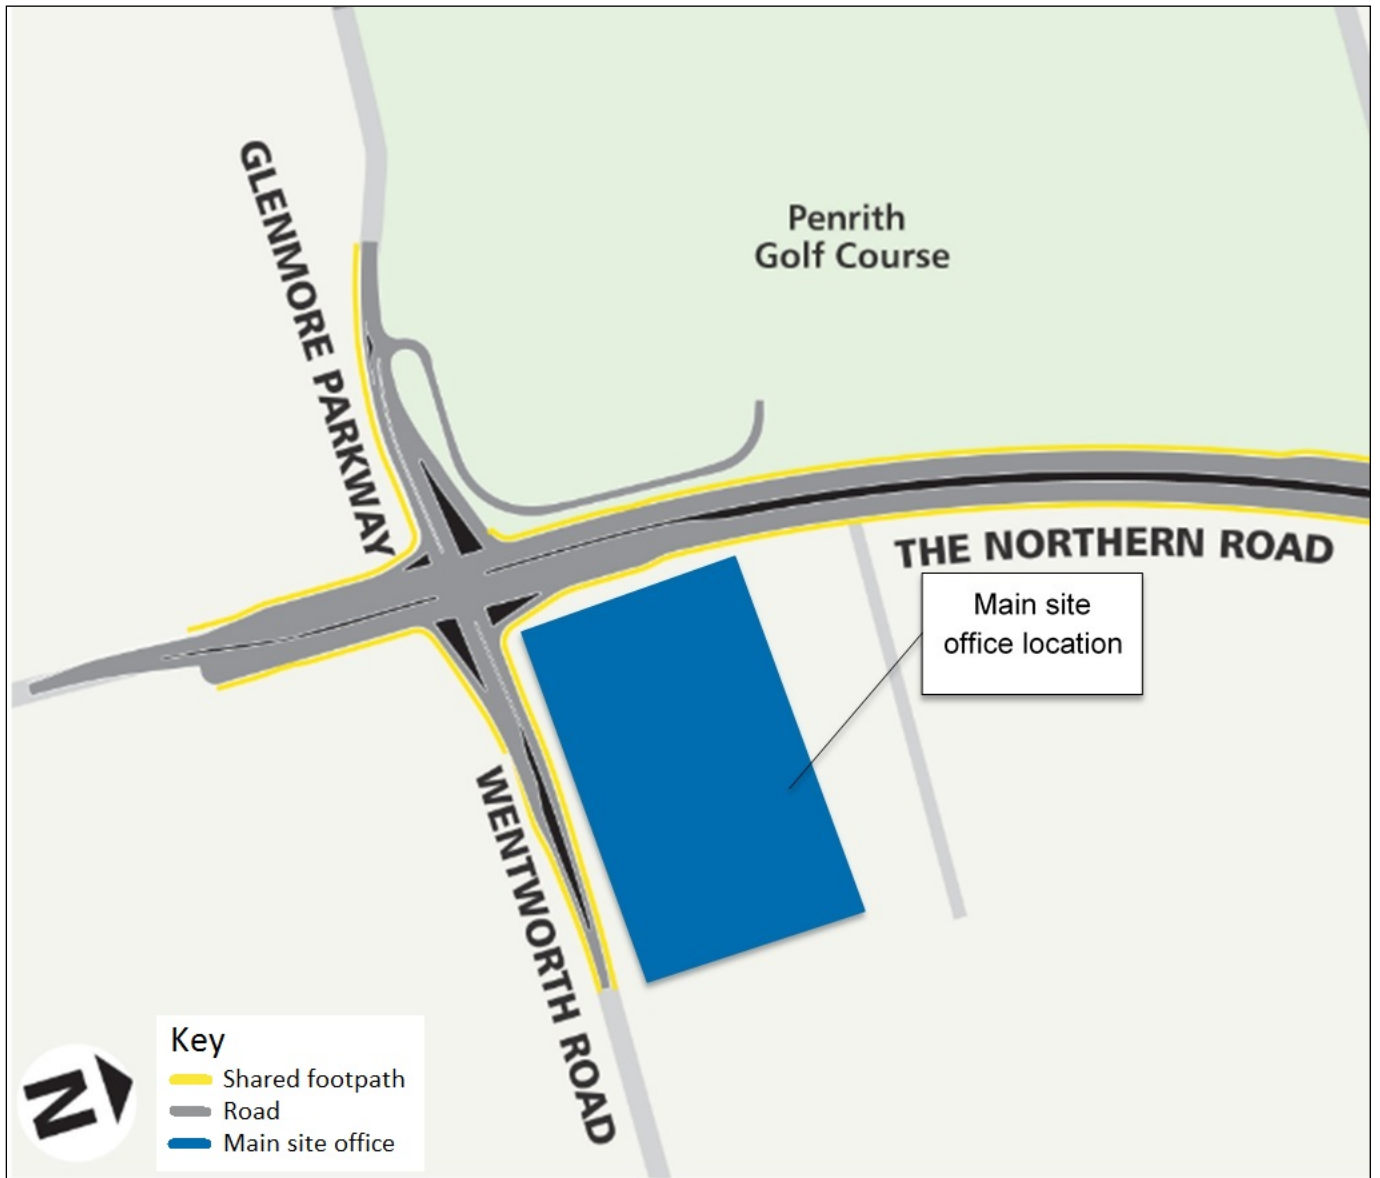 GLENMORE PARKWAY
Penrith
Golf Course
THE NORTHERN ROAD
Main site
office location
WENTWORTH ROAD
Key
Shared footpath
Road
Main site office
N